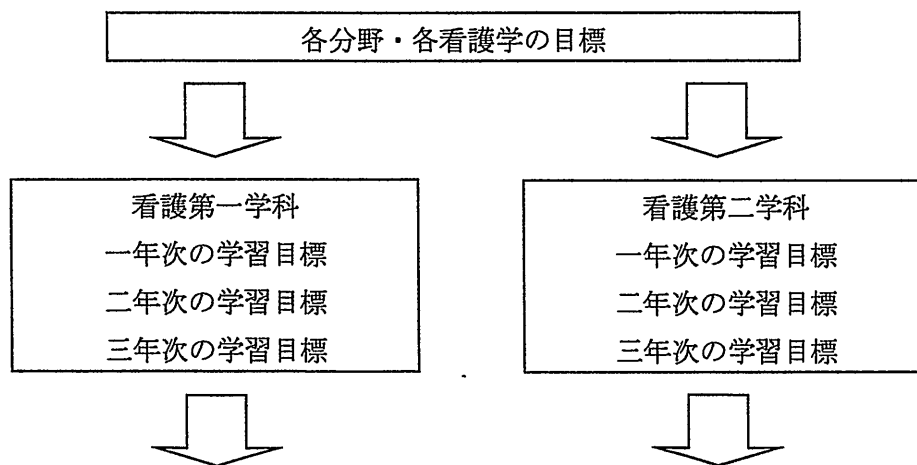 各分野・各看護学の目標
看護第一学科
一年次の学習目標
二年次の学習目標
三年次の学習目標
看護第二学科
一年次の学習目標
二年次の学習目標
三年次の学習目標